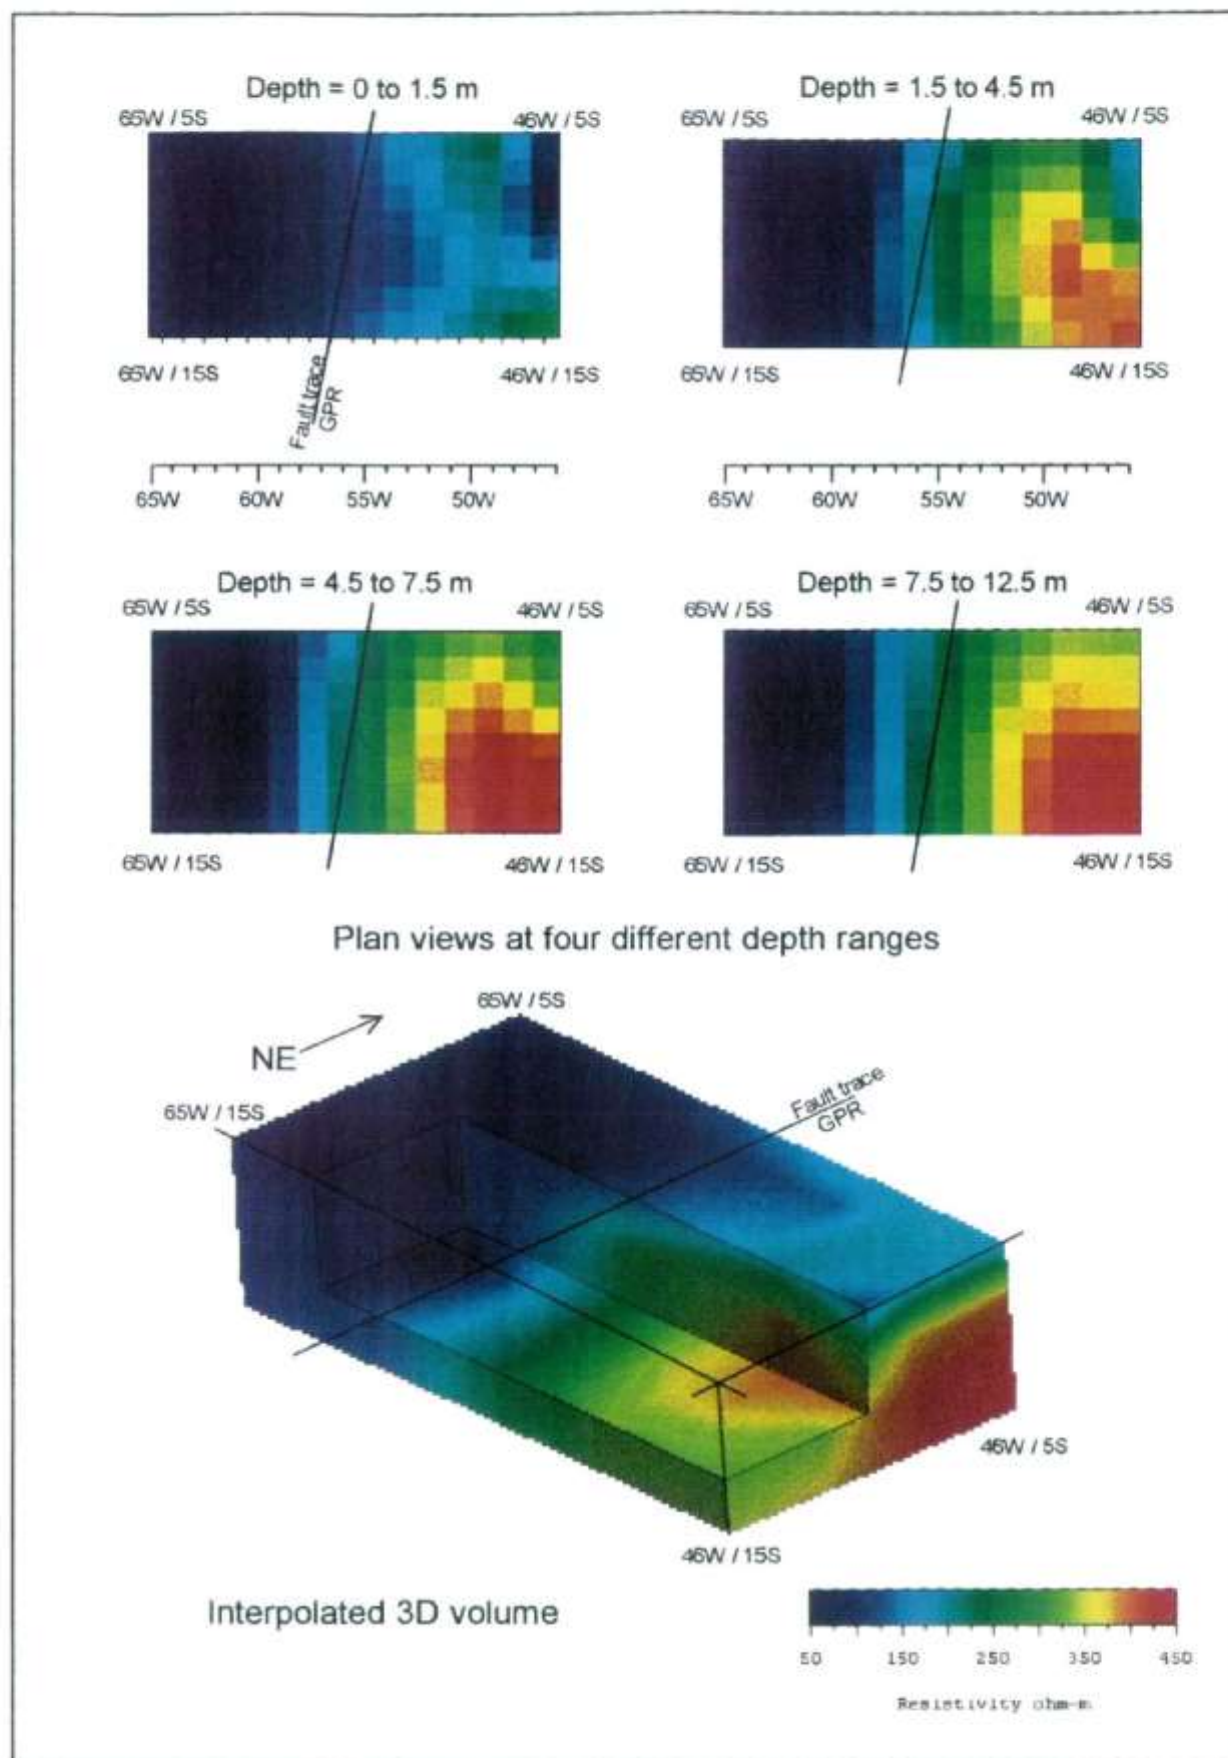 Depth = 0 to 1.5 m
65W / 5S 46W / 5S
65W / 15S 46W / 15S
Fault trace
GPR
Depth = 1.5 to 4.5 m
65W / 5S 46W / 5S
65W / 15S 46W / 15S
65W 60W 55W 50W
65W 60W 55W 50W
Depth = 4.5 to 7.5 m
65W / 5S 46W / 5S
65W / 15S 46W / 15S
Depth = 7.5 to 12.5 m
65W / 5S 46W / 5S
65W / 15S 46W / 15S
Plan views at four different depth ranges
65W / 5S
NE
65W / 15S
Fault trace
GPR
46W / 5S
46W / 15S
Interpolated 3D volume
50 150 250 350 450
Resistivity ohm-m